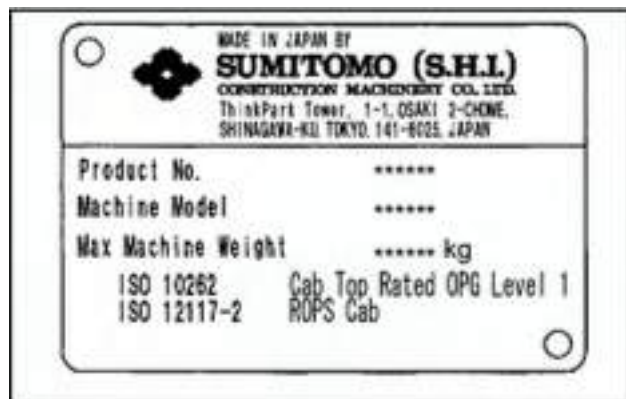 MADE IN JAPAN BY
SUMITOMO (S.H.I.)
CONSTRUCTION MACHINERY CO. LTD.
ThinkPark Tower, 1-1, OSAKI 2-CHOME,
SHINAGAWA-KU, TOKYO, 141-6025, JAPAN
Product No. ******
Machine Model ******
Max Machine Weight ****** kg
ISO 10262 Cab Top Rated OPG Level 1
ISO 12117-2 ROPS Cab